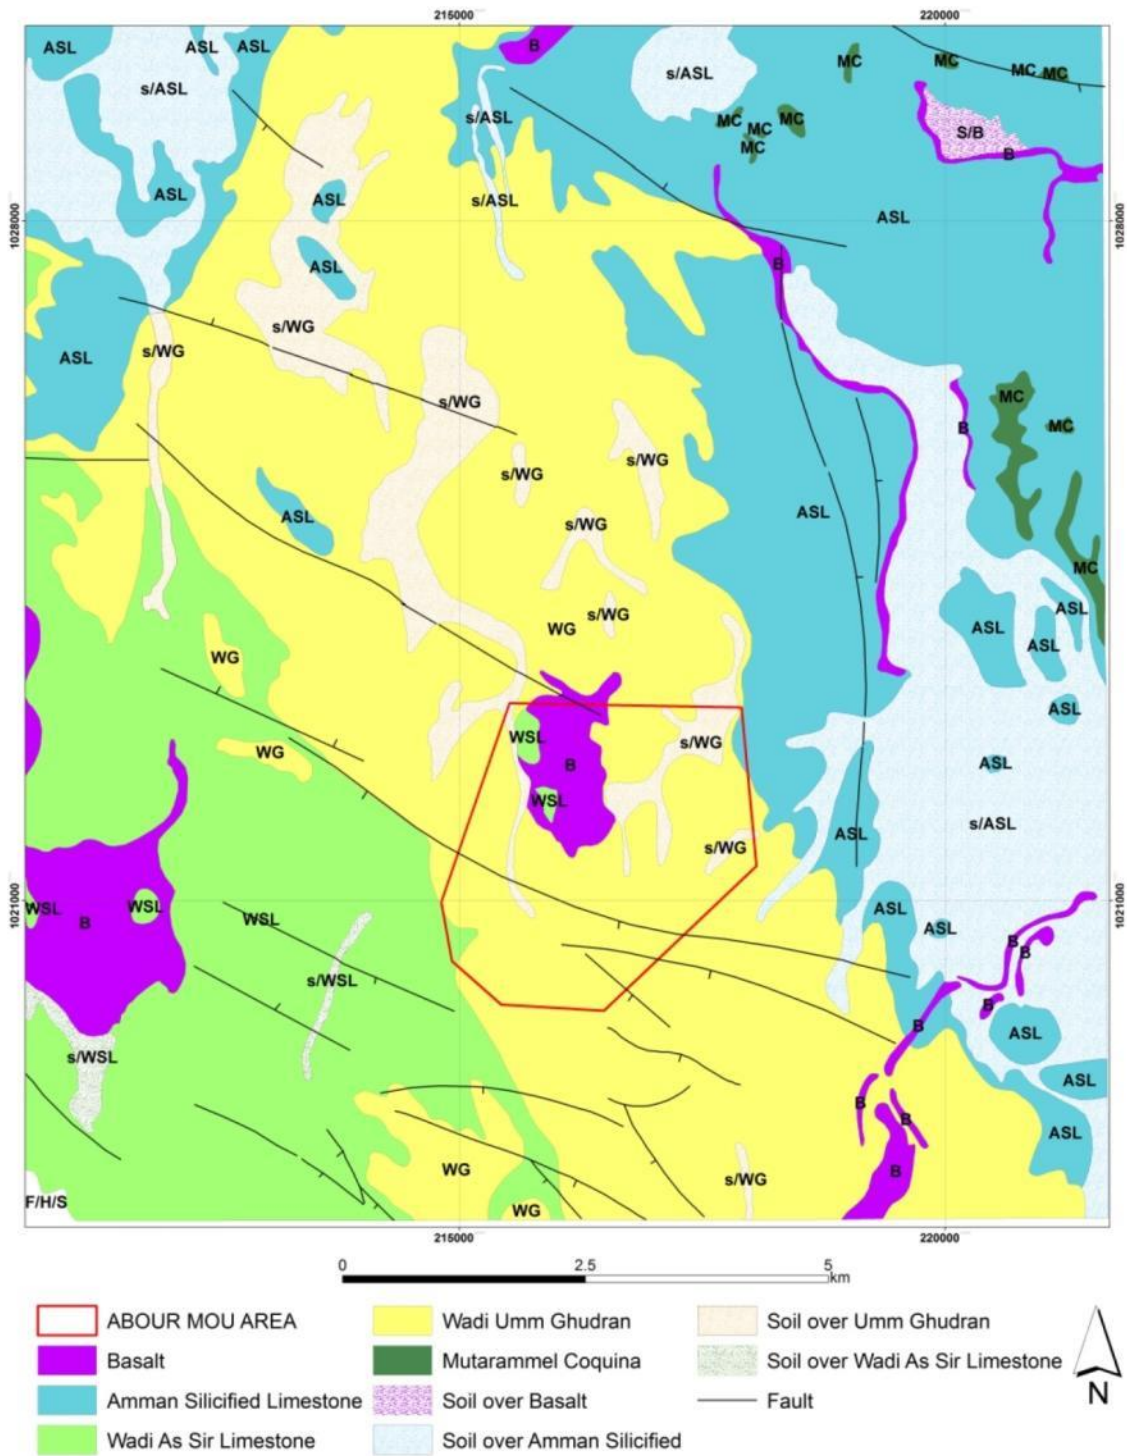 215000 220000
ASL ASL ASL B s/ASL MC MC MC MC
s/ASL
s/ASL MC MC MC MC S/B B
ASL ASL s/ASL ASL
1028000 1028000
ASL B
s/WG
ASL s/WG
s/WG MC
B MC
s/WG s/WG
ASL s/WG ASL
MC
s/WG ASL
WG ASL ASL
WG
ASL
WSL s/WG
WG B ASL
WSL
s/ASL
ASL
s/WG
1021000 1021000
WSL WSL B WSL ASL ASL
B B
s/WSL
B
B ASL
s/WSL
ASL
B B
ASL
WG s/WG B
F/H/S WG
215000 220000
0 2.5 5
km
ABOUR MOU AREA
Basalt
Amman Silicified Limestone
Wadi As Sir Limestone
Wadi Umm Ghudran
Mutarammel Coquina
Soil over Basalt
Soil over Amman Silicified
Soil over Umm Ghudran
Soil over Wadi As Sir Limestone
Fault
N